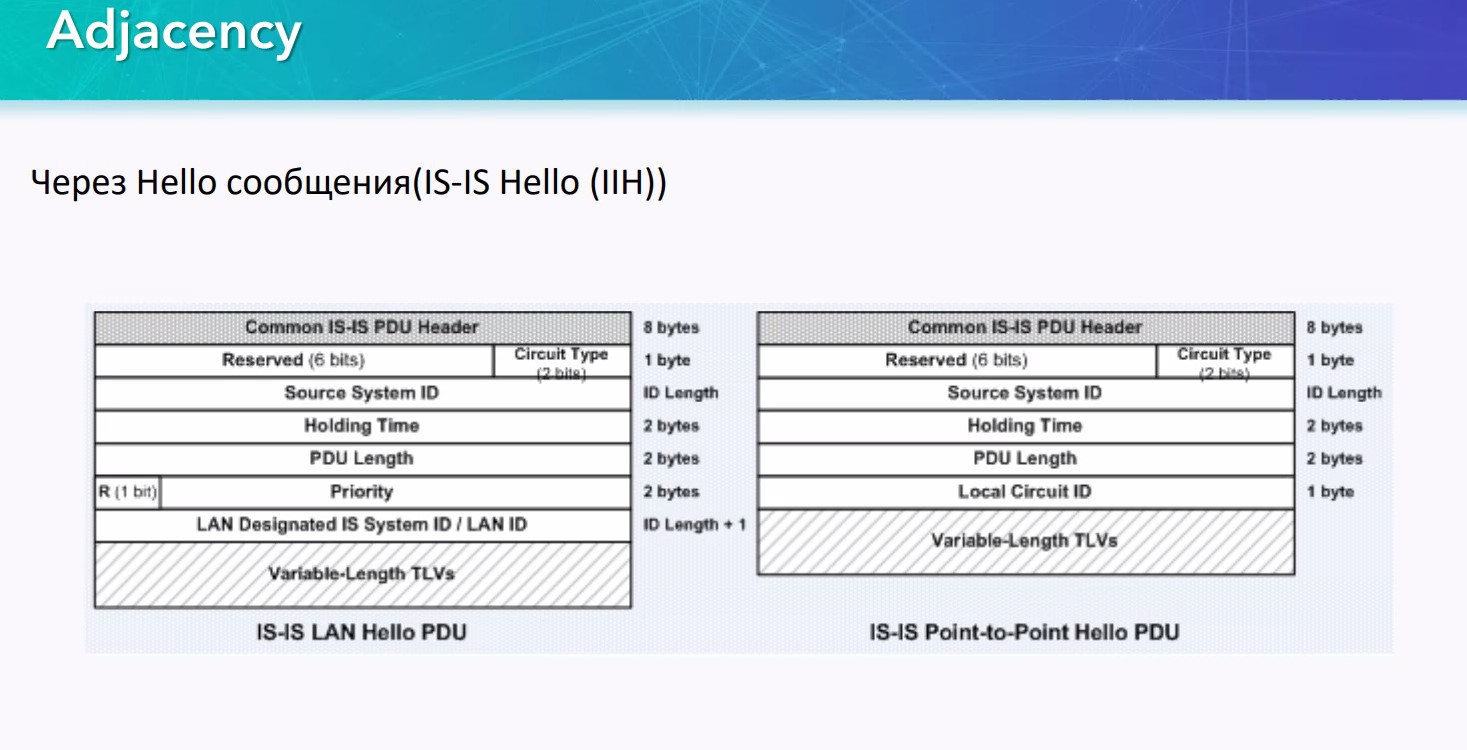 Adjacency
Через Hello сообщения(IS-IS Hello (IIH))
Common IS-IS PDU Header 8 bytes
Reserved (6 bits) Circuit Type (2 bits) 1 byte
Source System ID ID Length
Holding Time 2 bytes
PDU Length 2 bytes
R (1 bit) Priority 2 bytes
LAN Designated IS System ID / LAN ID ID Length + 1
Variable-Length TLVs
IS-IS LAN Hello PDU
Common IS-IS PDU Header 8 bytes
Reserved (6 bits) Circuit Type (2 bits) 1 byte
Source System ID ID Length
Holding Time 2 bytes
PDU Length 2 bytes
Local Circuit ID 1 byte
Variable-Length TLVs
IS-IS Point-to-Point Hello PDU